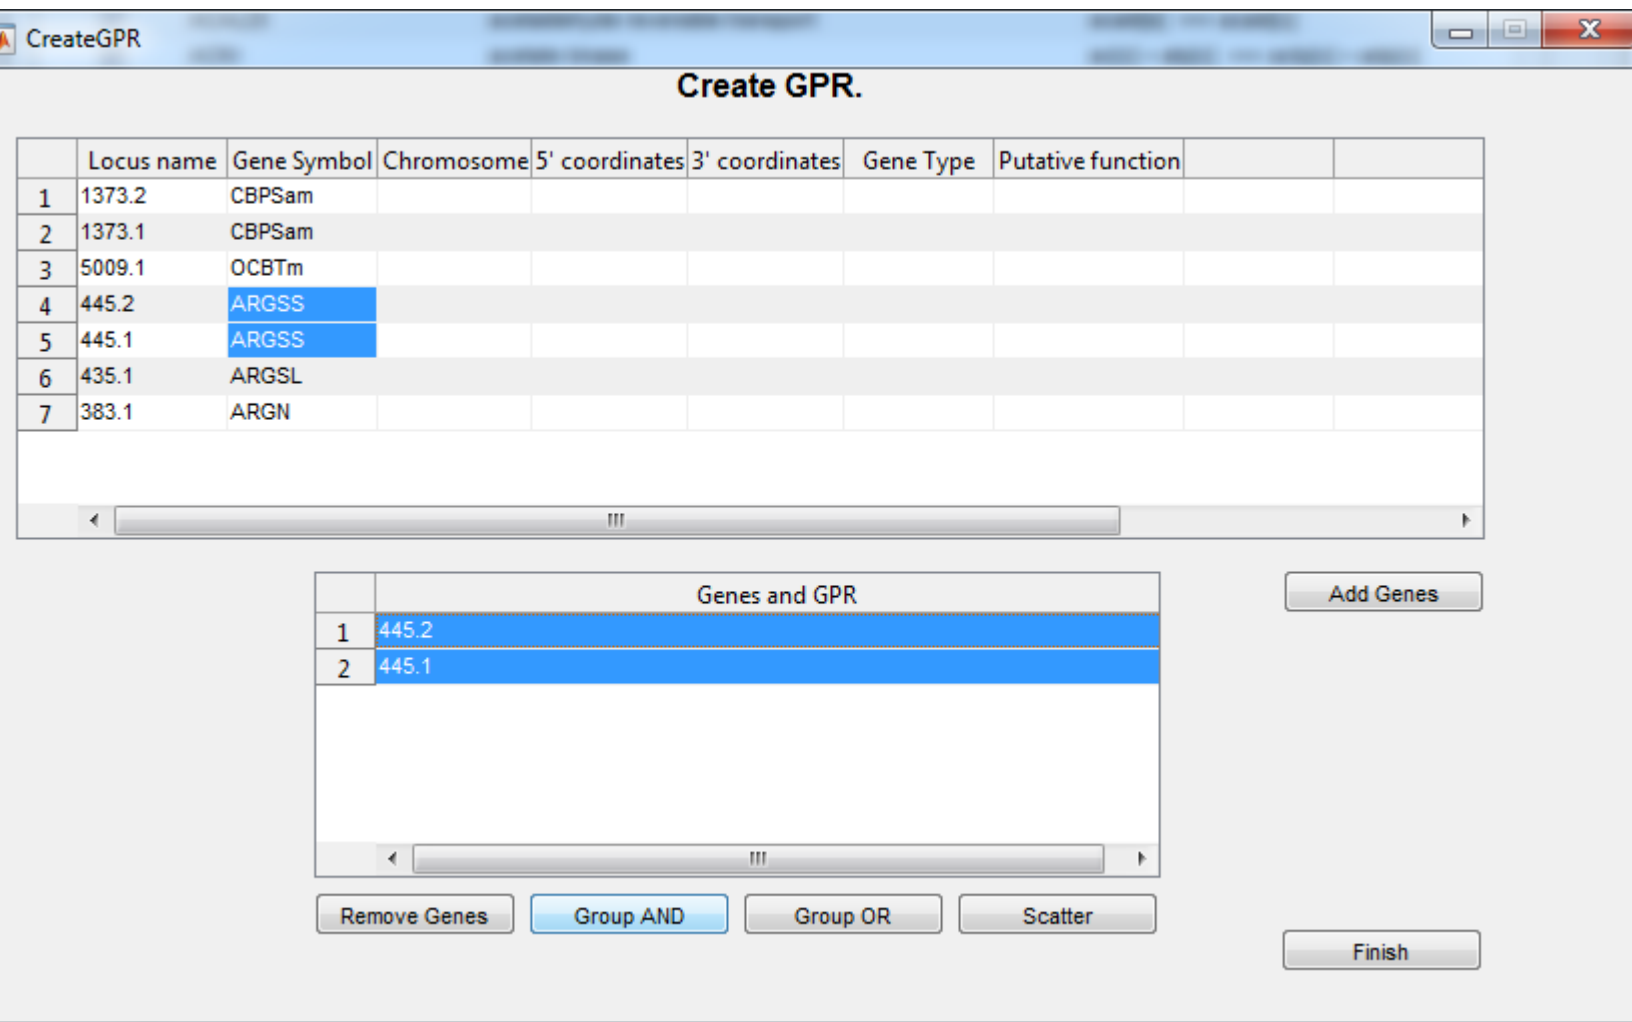 CreateGPR
Create GPR.
Locus name Gene Symbol Chromosome 5' coordinates 3' coordinates Gene Type Putative function
1 1373.2 CBPSam
2 1373.1 CBPSam
3 5009.1 OCBTm
4 445.2 ARGSS
5 445.1 ARGSS
6 435.1 ARGSL
7 383.1 ARGN
Genes and GPR
1 445.2
2 445.1
Add Genes
Remove Genes Group AND Group OR Scatter
Finish